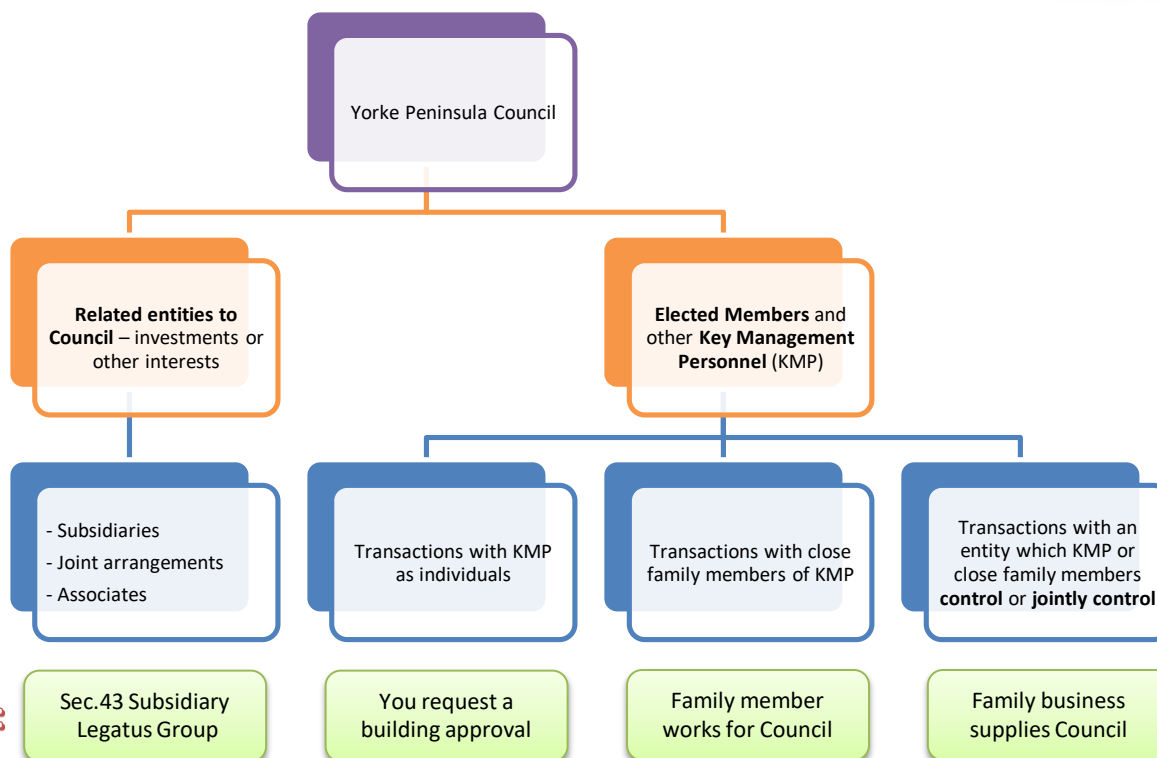 Yorke Peninsula Council
Related entities to
Council – investments or
other interests
Elected Members and
other Key Management
Personnel (KMP)
- Subsidiaries
- Joint arrangements
- Associates
Transactions with KMP
as individuals
Transactions with close
family members of KMP
Transactions with an
entity which KMP or
close family members
control or jointly control
Sec.43 Subsidiary
Legatus Group
You request a
building approval
Family member
works for Council
Family business
supplies Council